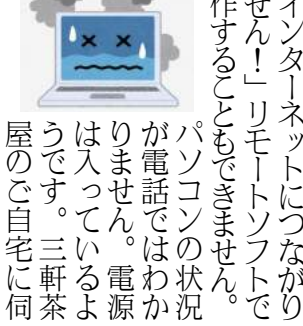 インターネットにつながり
せん！」リモートソフトで
作することもできません。
パソコンの状況
が電話ではわか
りません。電源
は入っているよ
うです。三軒茶
屋のご自宅に伺